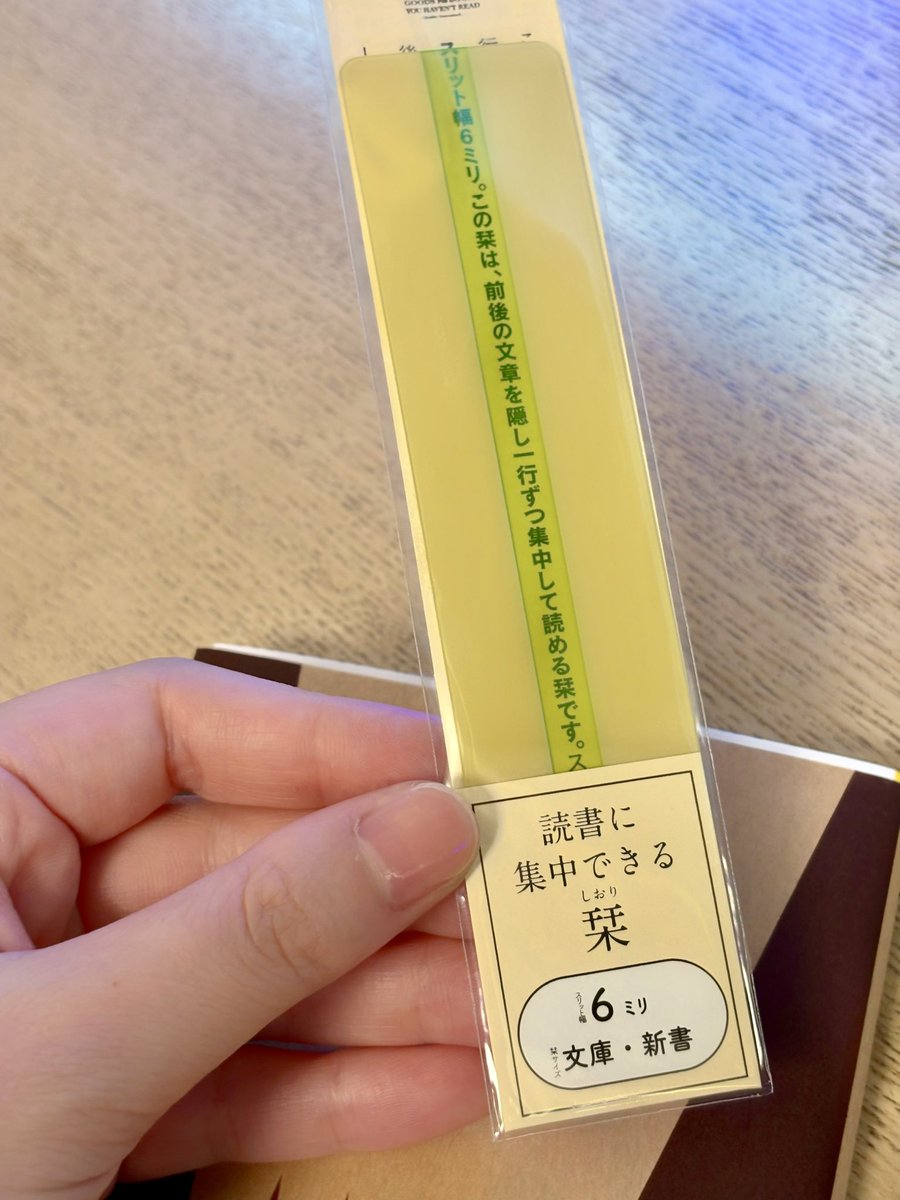 YOU HAVEN'T READ
スリット幅6ミリ。この栞は、前後の文章を隠し一行ずつ集中して読める栞です。ス
読書に
集中できる
しおり
栞
スリット幅 6 ミリ
栞サイズ 文庫・新書